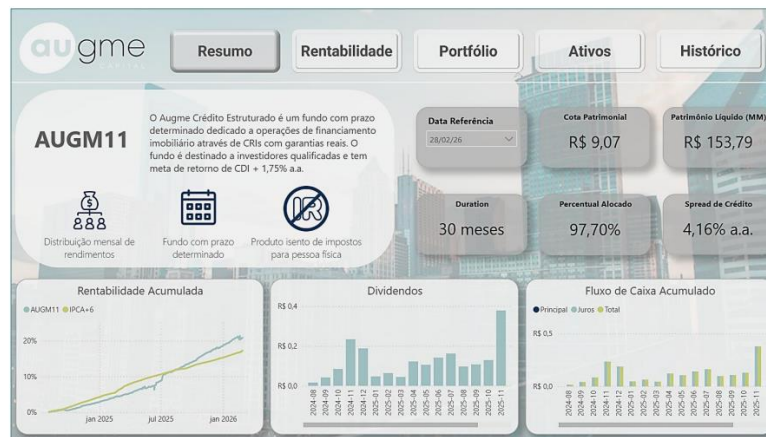 augme
CAPITAL
Resumo
Rentabilidade
Portfólio
Ativos
Histórico
AUGM11
O Augme Crédito Estruturado é um fundo com prazo
determinado dedicado a operações de financiamento
imobiliário através de CRIs com garantias reais. O
fundo é destinado a investidores qualificadas e tem
meta de retorno de CDI + 1,75% a.a.
Distribuição mensal de
rendimentos
Fundo com prazo
determinado
IR
Produto isento de impostos
para pessoa física
Data Referência
28/02/26
Cota Patrimonial
R$ 9,07
Patrimônio Líquido (MM)
R$ 153,79
Duration
30 meses
Percentual Alocado
97,70%
Spread de Crédito
4,16% a.a.
Rentabilidade Acumulada
AUGM11 IPCA+6
20%
10%
0%
jan 2025 jul 2025 jan 2026
Dividendos
R$ 0,4
R$ 0,2
R$ 0,0
2024-08
2024-09
2024-10
2024-11
2024-12
2025-01
2025-02
2025-03
2025-04
2025-05
2025-06
2025-07
2025-08
2025-09
2025-10
2025-11
Fluxo de Caixa Acumulado
Principal Juros Total
R$ 0,5
R$ 0,0
2024-08
2024-09
2024-10
2024-11
2024-12
2025-01
2025-02
2025-03
2025-04
2025-05
2025-06
2025-07
2025-08
2025-09
2025-10
2025-11